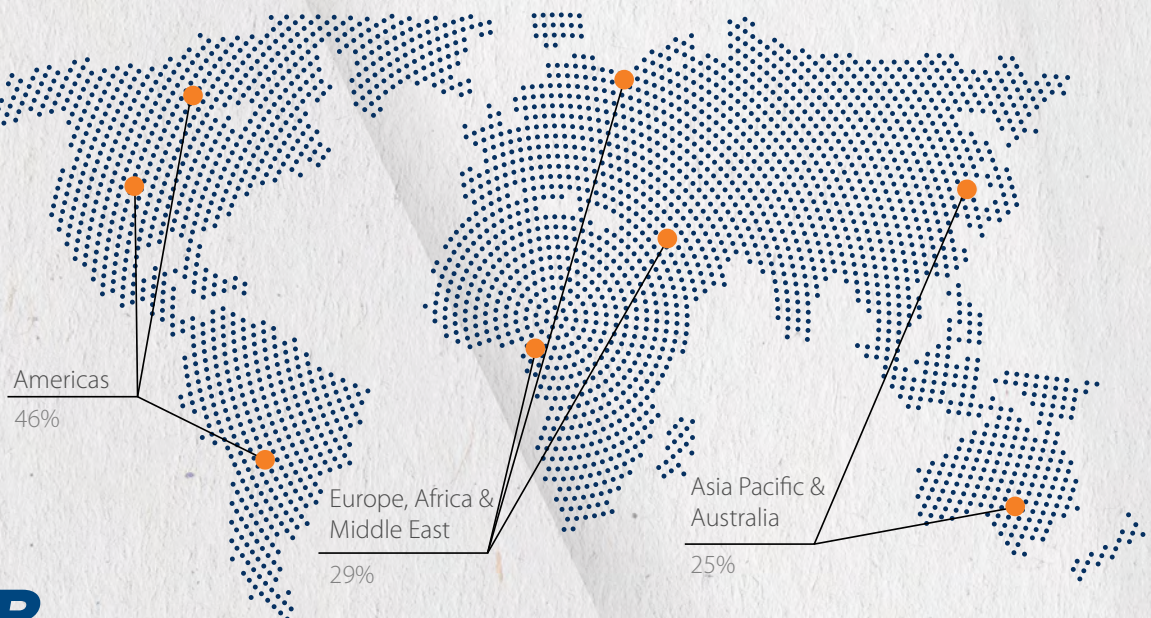 Americas
46%
Europe, Africa &
Middle East
29%
Asia Pacific &
Australia
25%